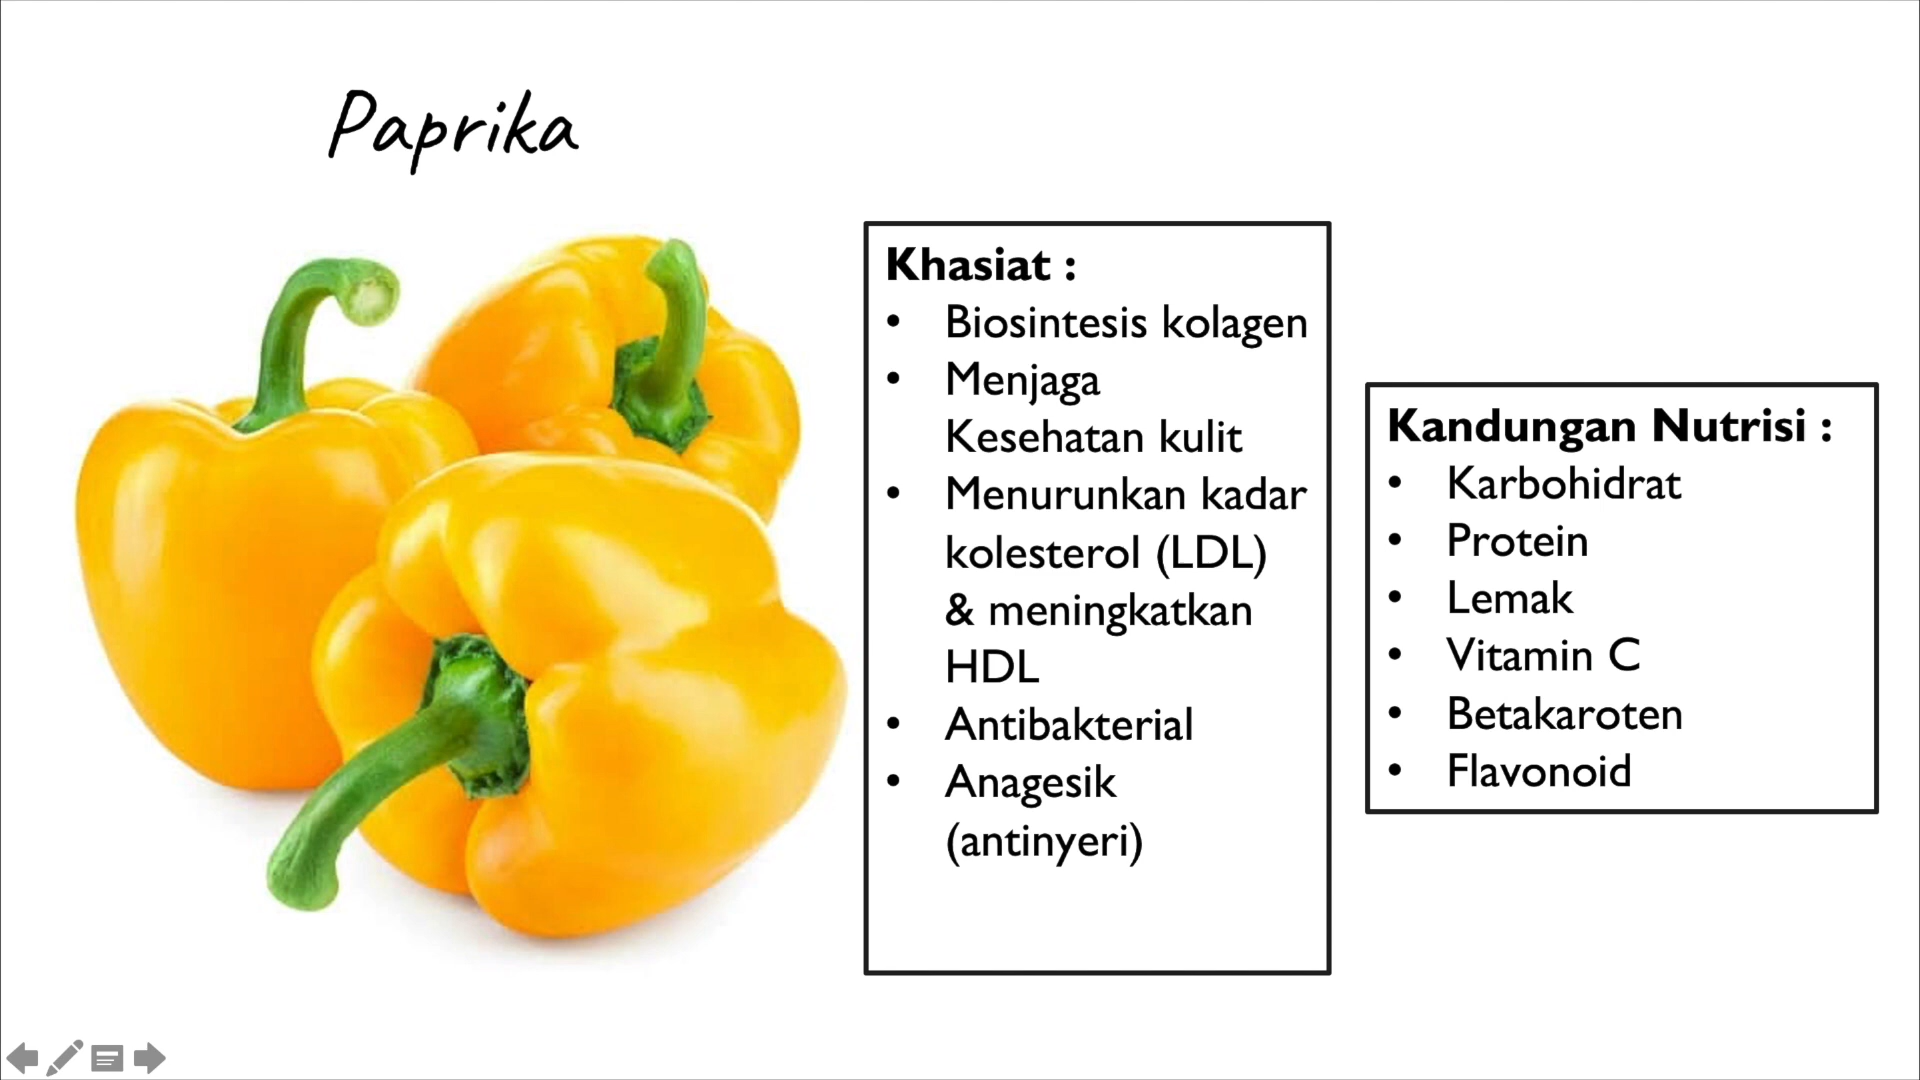 Paprika
Khasiat :
• Biosintesis kolagen
• Menjaga
Kesehatan kulit
• Menurunkan kadar
kolesterol (LDL)
& meningkatkan
HDL
• Antibakterial
• Anagesik
(antinyeri)
Kandungan Nutrisi :
• Karbohidrat
• Protein
• Lemak
• Vitamin C
• Betakaroten
• Flavonoid